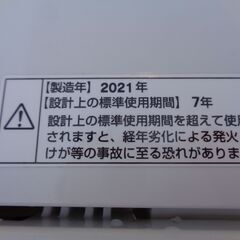 【製造年】2021年
【設計上の標準使用期間】7年
設計上の標準使用期間を超えて使用
されますと、経年劣化による発火
けが等の事故に至る恐れがありま